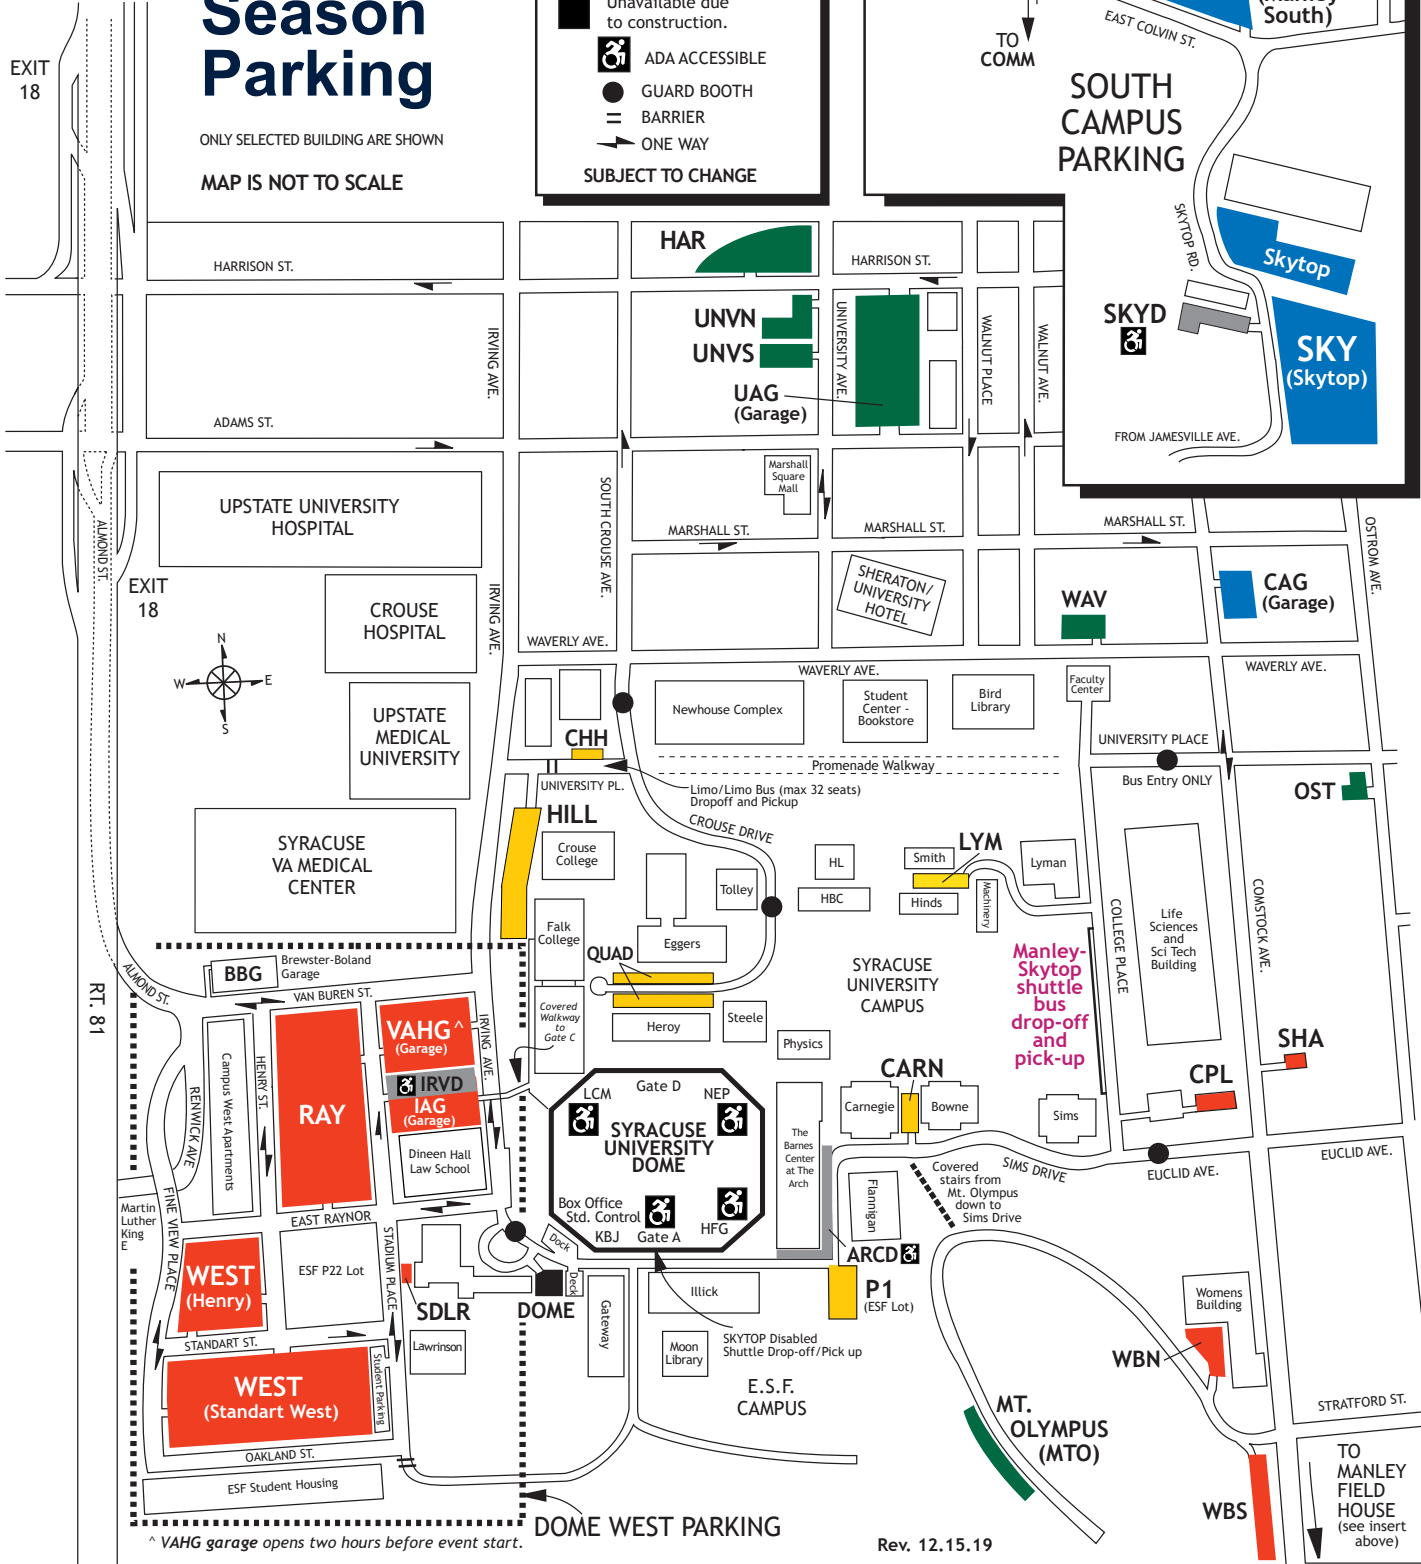 Season
Parking
ONLY SELECTED BUILDING ARE SHOWN
MAP IS NOT TO SCALE
EXIT
18
Unavailable due
to construction.
ADA ACCESSIBLE
GUARD BOOTH
BARRIER
ONE WAY
SUBJECT TO CHANGE
(Manley
South)
EAST COLVIN ST.
TO
COMM
SOUTH
CAMPUS
PARKING
SKYTOP RD.
Skytop
SKYD
SKY
(Skytop)
FROM JAMESVILLE AVE.
HAR
HARRISON ST.
HARRISON ST.
UNVN
UNVS
UAG
(Garage)
UNIVERSITY AVE.
WALNUT PLACE
WALNUT AVE.
IRVING AVE.
ADAMS ST.
Marshall
Square
Mall
UPSTATE UNIVERSITY
HOSPITAL
SOUTH CROUSE AVE.
MARSHALL ST.
MARSHALL ST.
MARSHALL ST.
OSTROM AVE.
ALMOND ST.
EXIT
18
CROUSE
HOSPITAL
IRVING AVE.
SHERATON/
UNIVERSITY
HOTEL
WAV
CAG
(Garage)
WAVERLY AVE.
WAVERLY AVE.
WAVERLY AVE.
N
W
E
S
UPSTATE
MEDICAL
UNIVERSITY
Newhouse Complex
Student
Center -
Bookstore
Bird
Library
Faculty
Center
CHH
UNIVERSITY PLACE
Promenade Walkway
Bus Entry ONLY
UNIVERSITY PL.
Limo/Limo Bus (max 32 seats)
Dropoff and Pickup
OST
HILL
CROUSE DRIVE
SYRACUSE
VA MEDICAL
CENTER
Crouse
College
Tolley
HL
HBC
Smith
LYM
Hinds
Machinery
Lyman
Life
Sciences
and
Sci Tech
Building
COLLEGE PLACE
COMSTOCK AVE.
Falk
College
Eggers
QUAD
Heroy
Steele
Covered
Walkway
to
Gate C
SYRACUSE
UNIVERSITY
CAMPUS
Manley-
Skytop
shuttle
bus
drop-off
and
pick-up
Physics
BBG
Brewster-Boland
Garage
ALMOND ST.
VAN BUREN ST.
RT. 81
VAHG ^
(Garage)
IRVING AVE.
IRVD
IAG
(Garage)
RAY
HENRY ST.
Campus West Apartments
RENWICK AVE
Dineen Hall
Law School
LCM
Gate D
NEP
SYRACUSE
UNIVERSITY
DOME
Box Office
Std. Control
KBJ
Gate A
HFG
The
Barnes
Center
at The
Arch
CARN
Carnegie
Bowne
Sims
CPL
SHA
EUCLID AVE.
EUCLID AVE.
SIMS DRIVE
Covered
stairs from
Mt. Olympus
down to
Sims Drive
Flannigan
ARCD
P1
(ESF Lot)
Martin
Luther
King
E
FINE VIEW PLACE
EAST RAYNOR
STADIUM PLACE
WEST
(Henry)
ESF P22 Lot
SDLR
DOME
Dock
Deck
Illick
Gateway
Moon
Library
SKYTOP Disabled
Shuttle Drop-off/Pick up
Lawrinson
STANDART ST.
WEST
(Standart West)
Student Parking
OAKLAND ST.
ESF Student Housing
E.S.F.
CAMPUS
Womens
Building
WBN
MT.
OLYMPUS
(MTO)
STRATFORD ST.
WBS
TO
MANLEY
FIELD
HOUSE
(see insert
above)
DOME WEST PARKING
^ VAHG garage opens two hours before event start.
Rev. 12.15.19